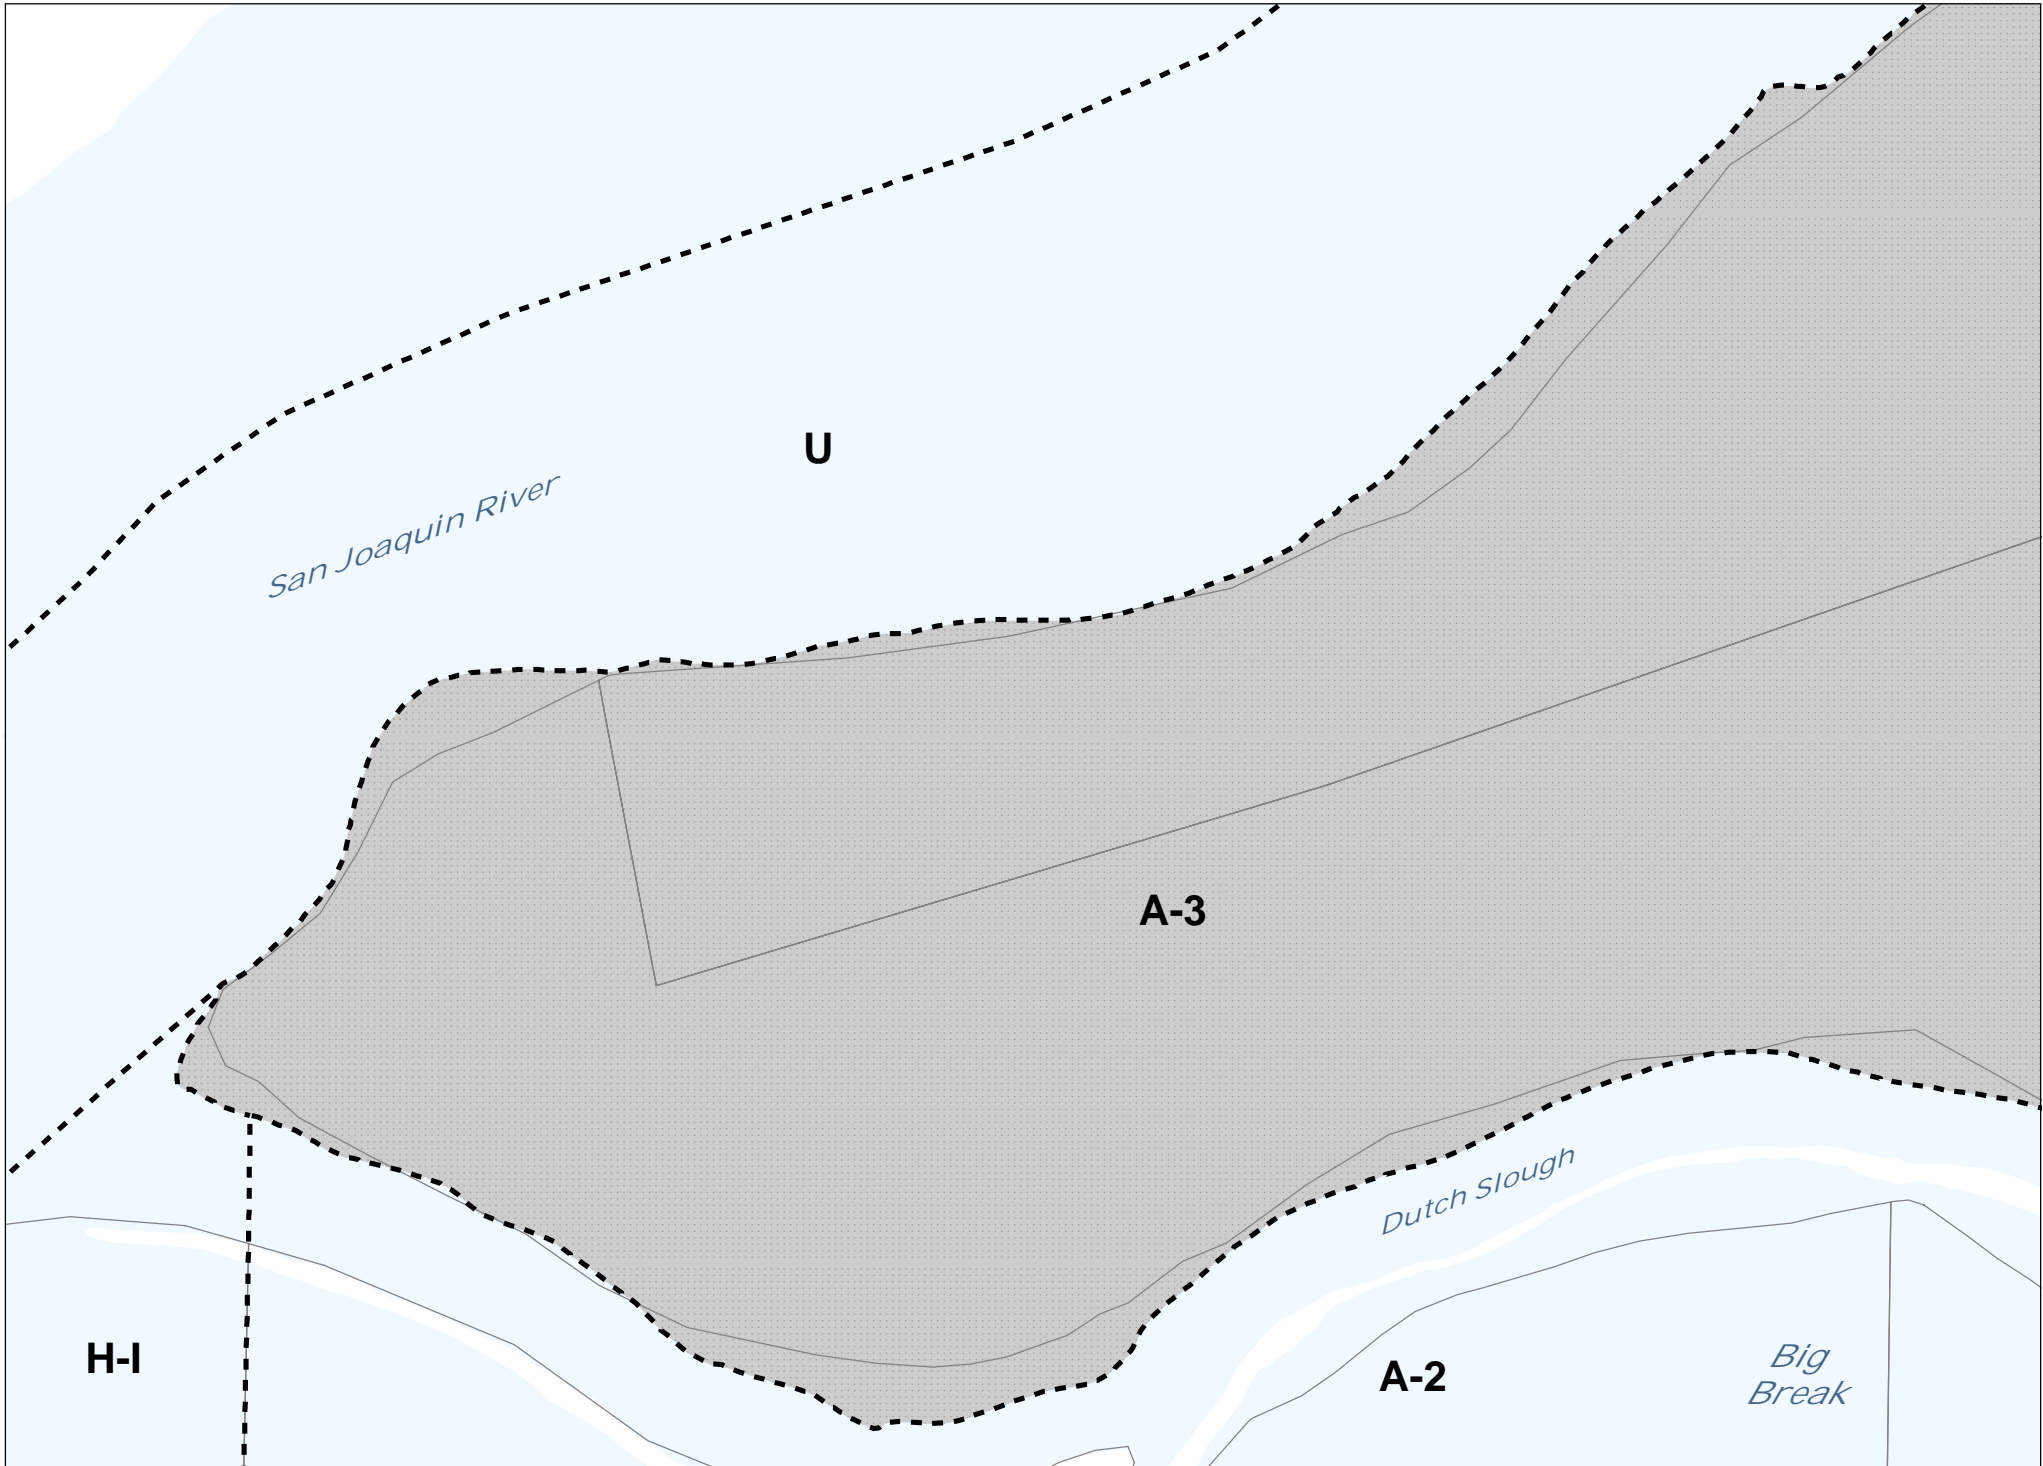 U
San Joaquin River
A-3
Dutch Slough
H-I
A-2
Big
Break